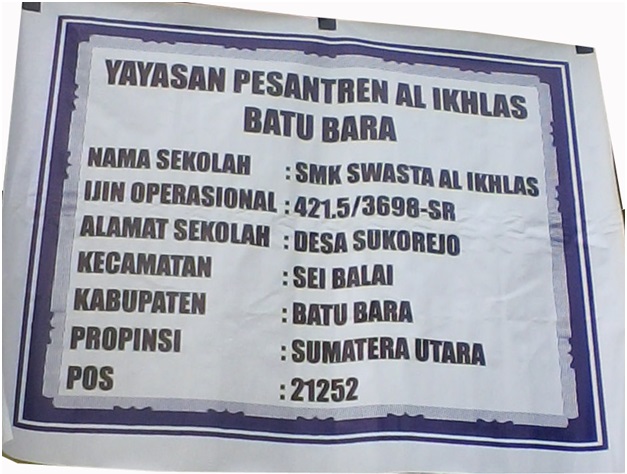 YAYASAN PESANTREN AL IKHLAS
BATU BARA
NAMA SEKOLAH : SMK SWASTA AL IKHLAS
IJIN OPERASIONAL : 421.5/3698-SR
ALAMAT SEKOLAH : DESA SUKOREJO
KECAMATAN : SEI BALAI
KABUPATEN : BATU BARA
PROPINSI : SUMATERA UTARA
POS : 21252